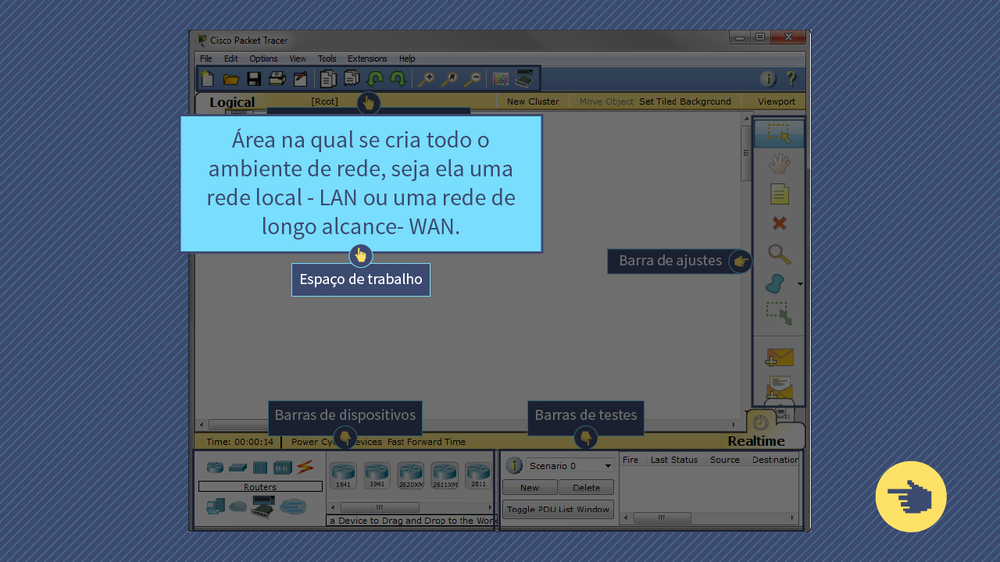 Cisco Packet Tracer
File Edit Options View Tools Extensions Help
Logical [Root] New Cluster Move Object Set Tiled Background Viewport
Área na qual se cria todo o
ambiente de rede, seja ela uma
rede local - LAN ou uma rede de
longo alcance- WAN.
Espaço de trabalho
Barra de ajustes
Barras de dispositivos
Barras de testes
Time: 00:00:14 Power Cy Devices Fast Forward Time Realtime
Routers
1841 1941 2620XM 2621XM 2811
a Device to Drag and Drop to the Wor
Scenario 0
New Delete
Toggle PDU List Window
Fire Last Status Source Destination